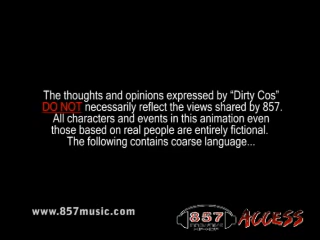 The thoughts and opinions expressed by "Dirty Cos"
DO NOT necessarily reflect the views shared by 857.
All characters and events in this animation even
those based on real people are entirely fictional.
The following contains coarse language...
www.857music.com
857
ACCESS